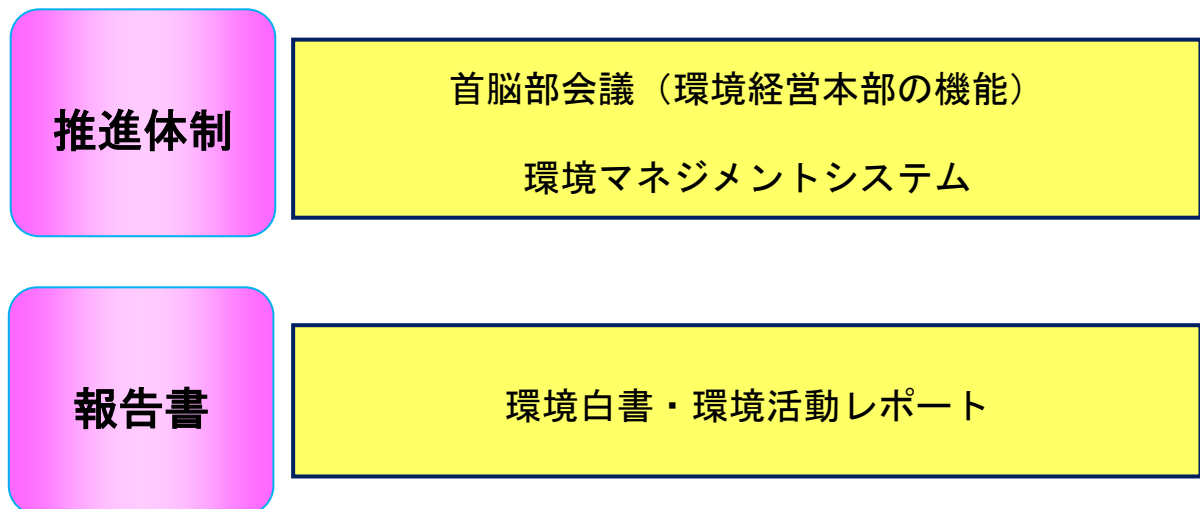 推進体制
首脳部会議（環境経営本部の機能）
環境マネジメントシステム
報告書
環境白書・環境活動レポート